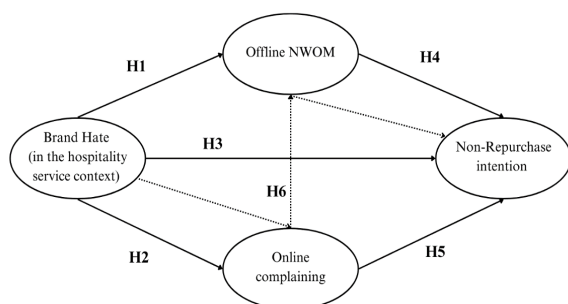 Offline NWOM
H1
H4
Brand Hate
(in the hospitality
service context)
H3
Non-Repurchase
intention
H6
H2
Online
complaining
H5